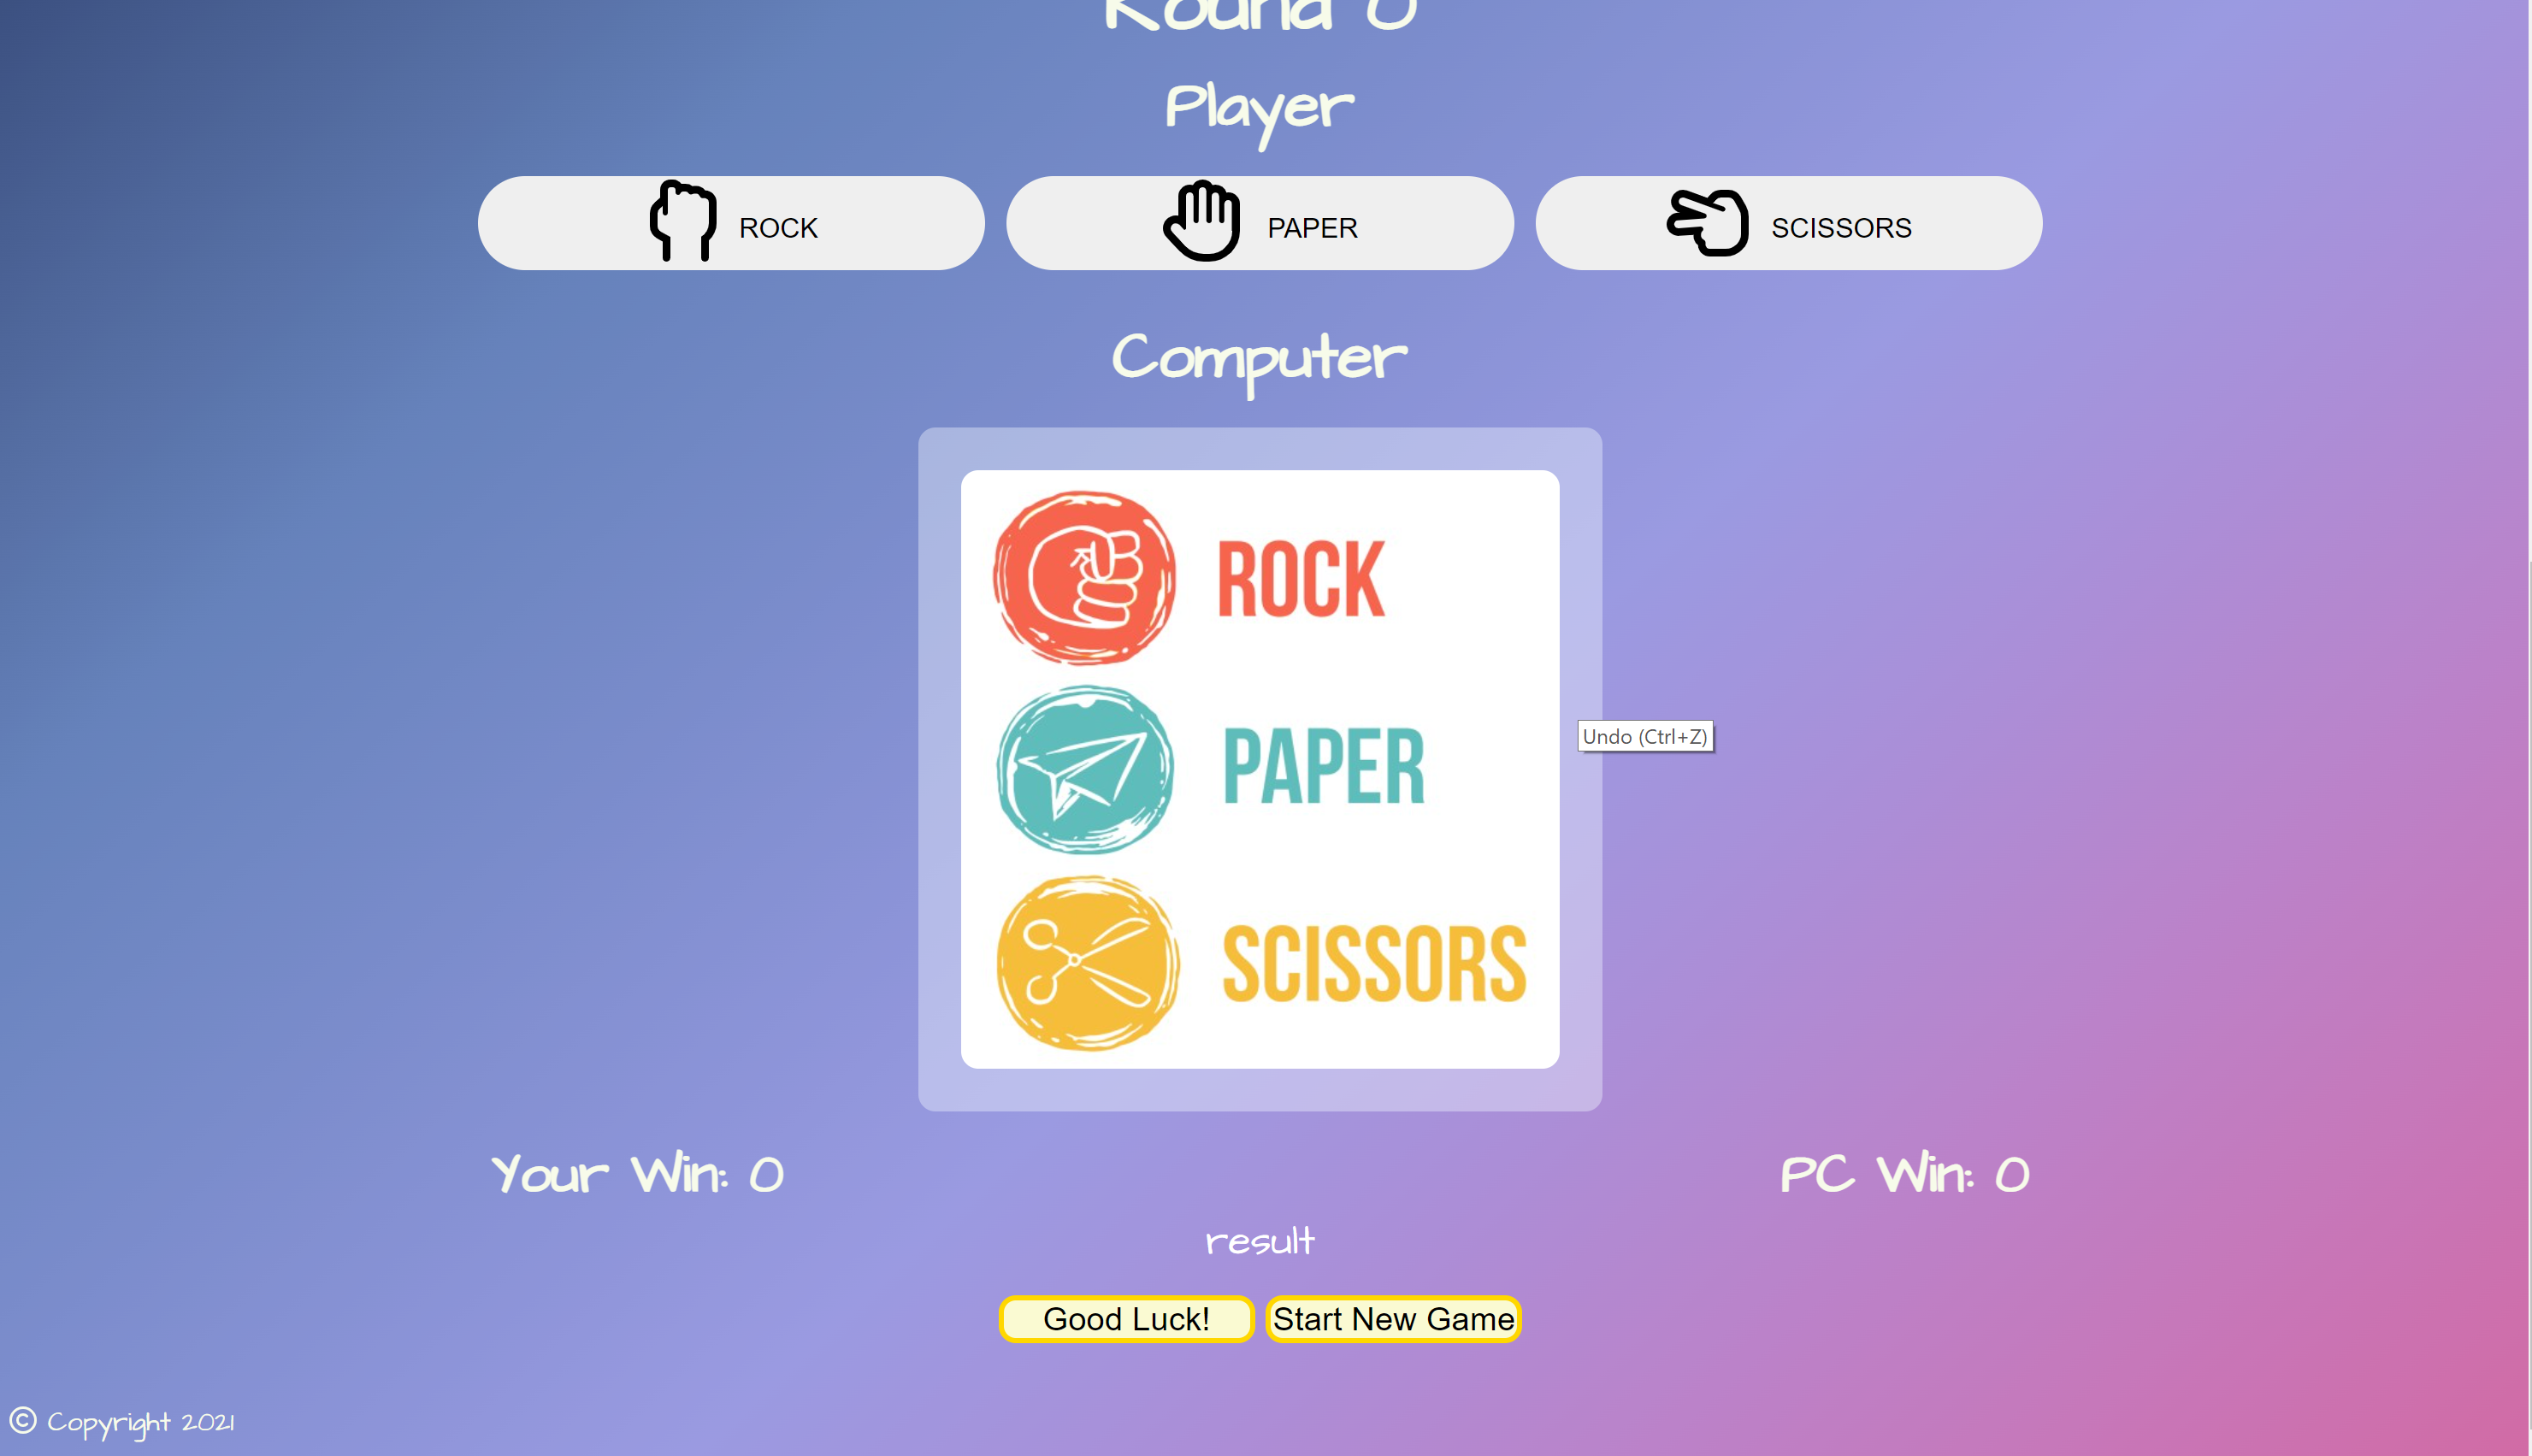 Round 0
Player
ROCK
PAPER
SCISSORS
Computer
ROCK
PAPER
Undo (Ctrl+Z)
SCISSORS
Your Win: 0
PC Win: 0
result
Good Luck!
Start New Game
© Copyright 2021